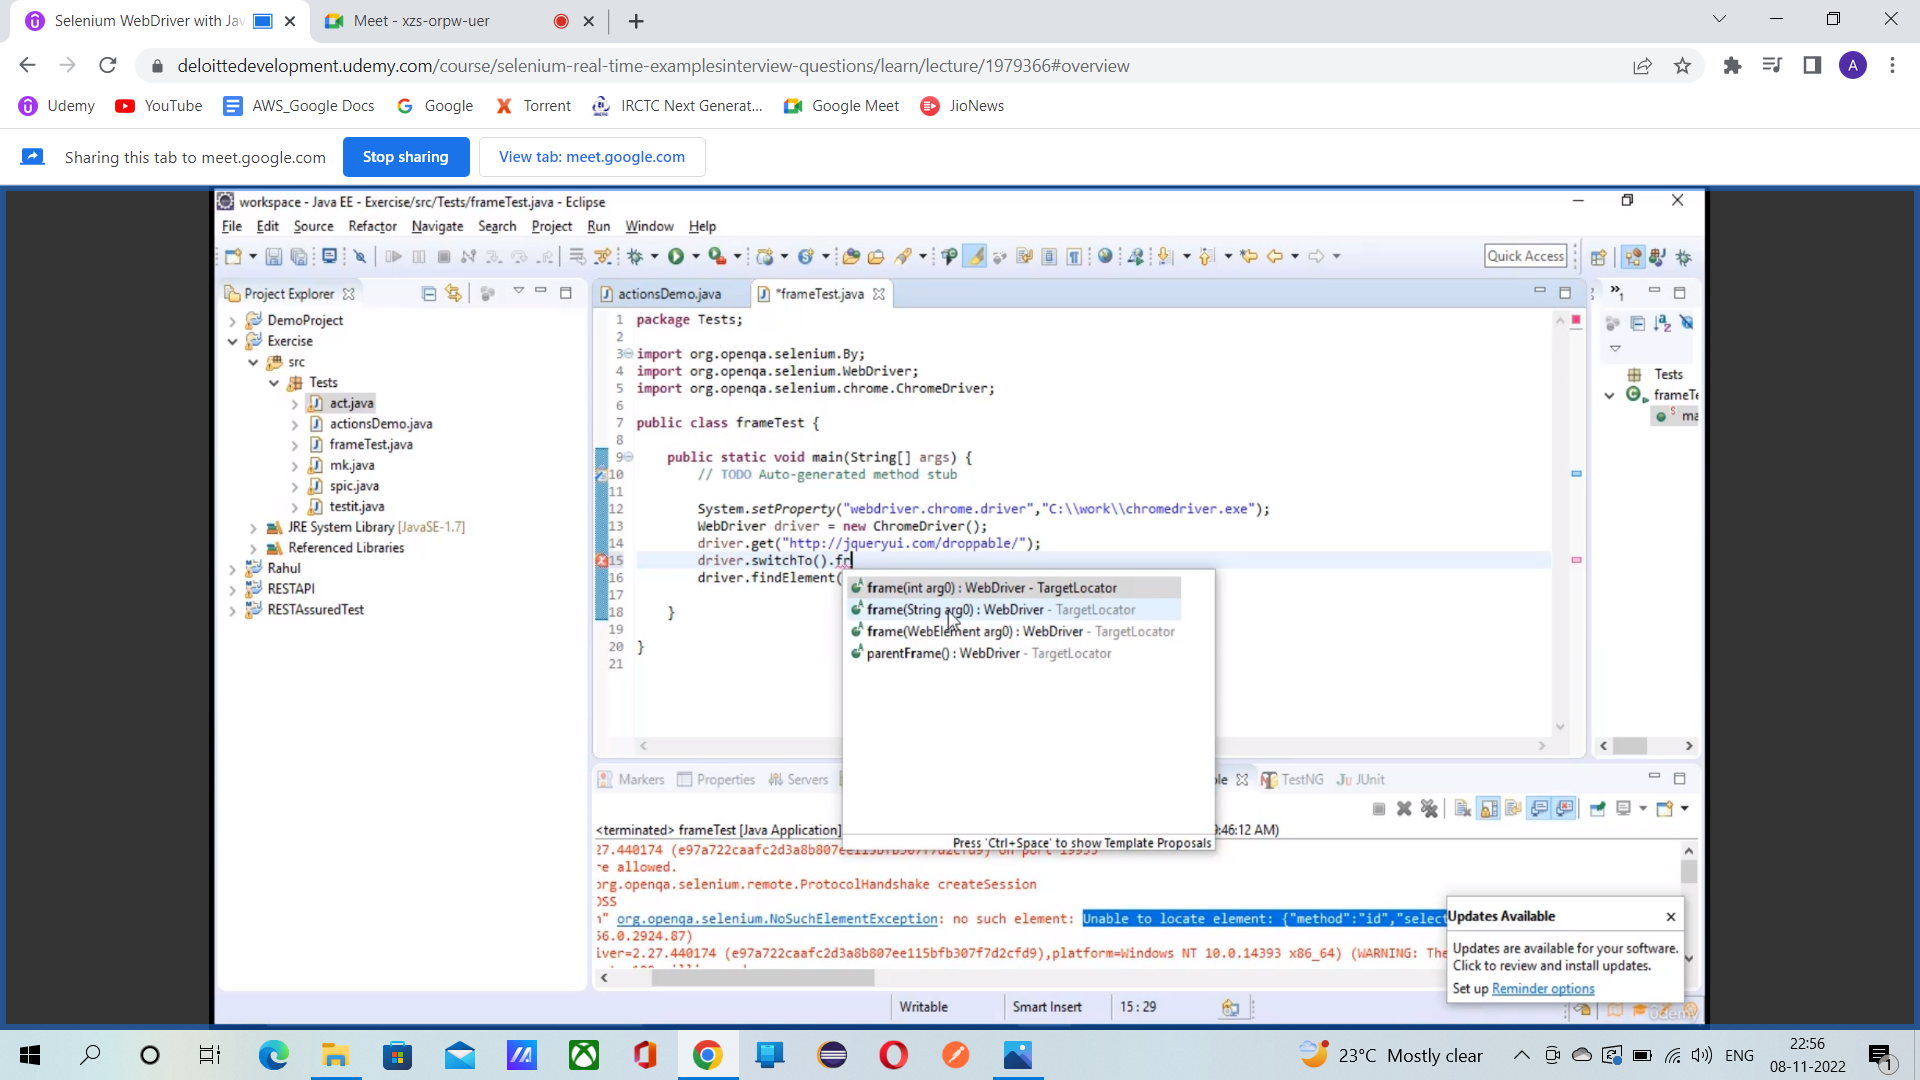 Selenium WebDriver with Jav
Meet - xzs-orpw-uer
deloittedevelopment.udemy.com/course/selenium-real-time-examplesinterview-questions/learn/lecture/1979366#overview
A
Udemy
YouTube
AWS_Google Docs
Google
Torrent
IRCTC Next Generat...
Google Meet
JioNews
Sharing this tab to meet.google.com
Stop sharing
View tab: meet.google.com
workspace - Java EE - Exercise/src/Tests/frameTest.java - Eclipse
File Edit Source Refactor Navigate Search Project Run Window Help
Quick Access
Project Explorer
DemoProject
Exercise
src
Tests
act.java
actionsDemo.java
frameTest.java
mk.java
spic.java
testit.java
JRE System Library [JavaSE-1.7]
Referenced Libraries
Rahul
RESTAPI
RESTAssuredTest
actionsDemo.java
*frameTest.java
1 package Tests;
2
3 import org.openqa.selenium.By;
4 import org.openqa.selenium.WebDriver;
5 import org.openqa.selenium.chrome.ChromeDriver;
6
7 public class frameTest {
8
9 public static void main(String[] args) {
10 // TODO Auto-generated method stub
11
12 System.setProperty("webdriver.chrome.driver","C:\\work\\chromedriver.exe");
13 WebDriver driver = new ChromeDriver();
14 driver.get("http://jqueryui.com/droppable/");
15 driver.switchTo().fr
16 driver.findElement(
17
18 }
19
20 }
21
frame(int arg0) : WebDriver - TargetLocator
frame(String arg0) : WebDriver - TargetLocator
frame(WebElement arg0) : WebDriver - TargetLocator
parentFrame() : WebDriver - TargetLocator
Press 'Ctrl+Space' to show Template Proposals
Tests
frameTe
ma
Markers
Properties
Servers
le
TestNG
JUnit
<terminated> frameTest [Java Application]
9:46:12 AM)
27.440174
re allowed.
org.openqa.selenium.remote.ProtocolHandshake createSession
OSS
n" org.openqa.selenium.NoSuchElementException: no such element: Unable to locate element: {"method":"id","select
56.0.2924.87)
iver=2.27.440174 (e97a722caafc2d3a8b807ee115bfb307f7d2cfd9),platform=Windows NT 10.0.14393 x86_64) (WARNING: The
Updates Available
Updates are available for your software.
Click to review and install updates.
Set up Reminder options
Writable
Smart Insert
15 : 29
Udemy
23°C Mostly clear
ENG
22:56
08-11-2022
1